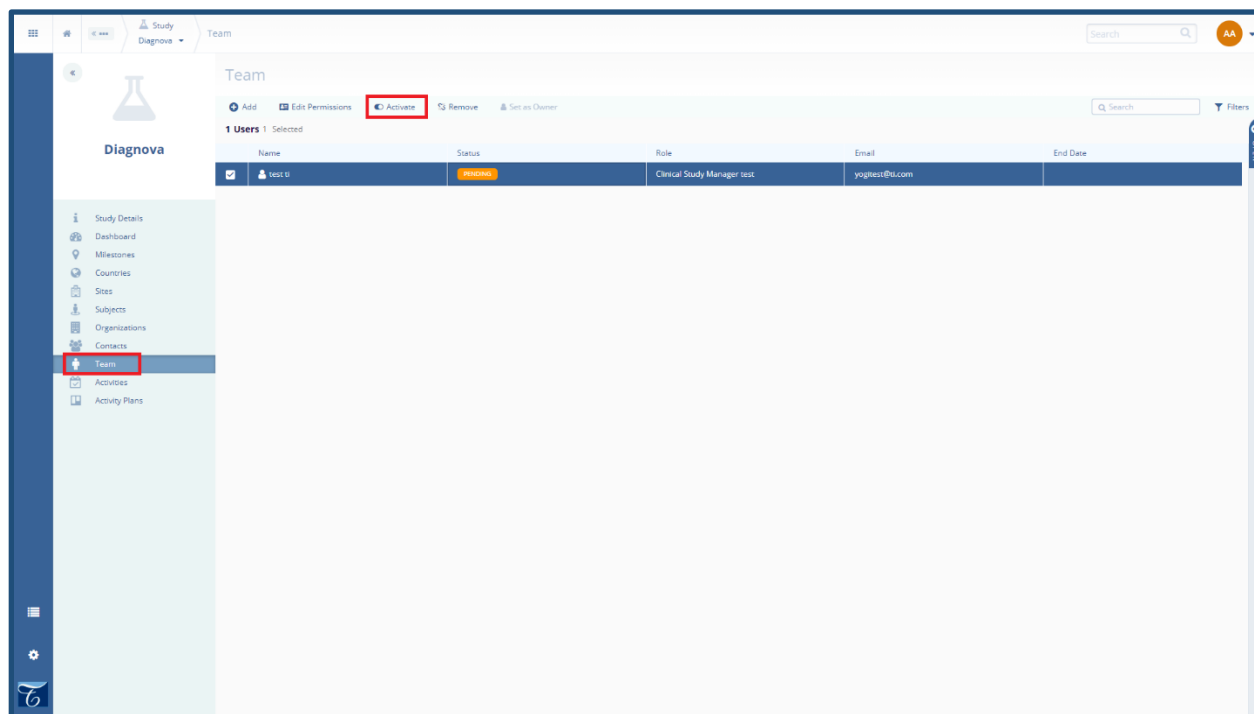 Study
Diagnova
Team
Search
AA
Team
Add Edit Permissions Activate Remove Set as Owner
Search
Filters
1 Users 1 Selected
Name Status Role Email End Date
test ti PENDING Clinical Study Manager test yogitest@ti.com
Diagnova
Study Details
Dashboard
Milestones
Countries
Sites
Subjects
Organizations
Contacts
Team
Activities
Activity Plans